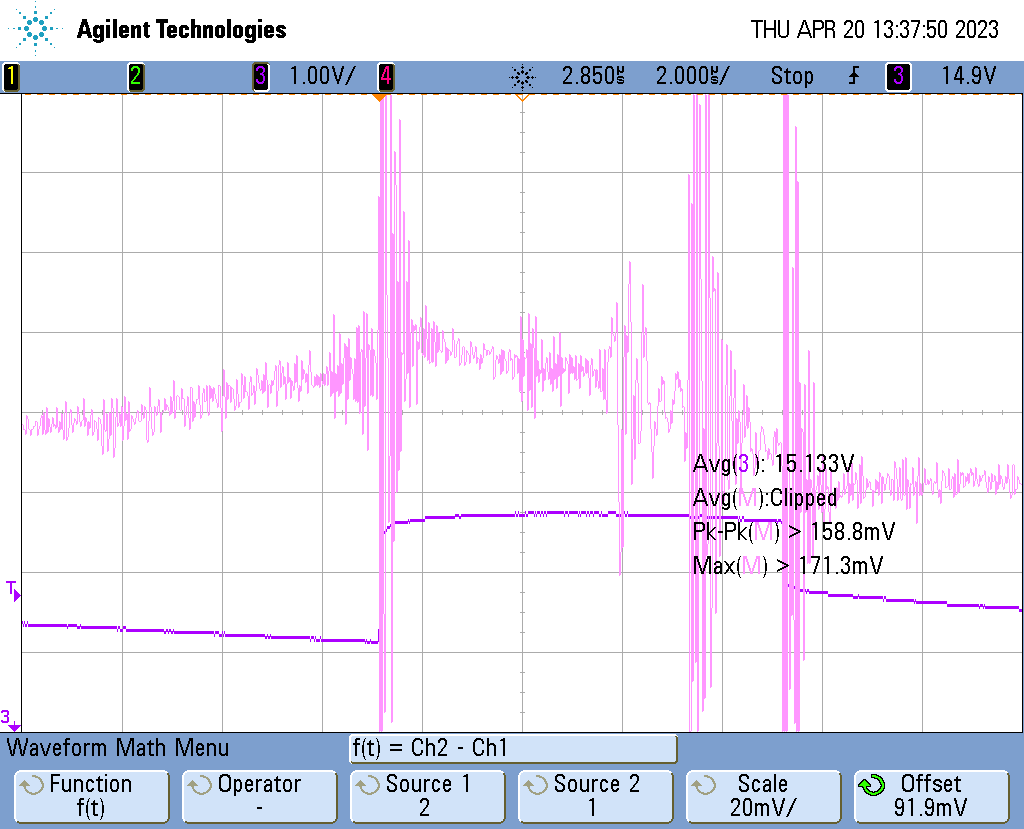 Agilent Technologies THU APR 20 13:37:50 2023
1 2 3 1.00V/ 4 2.850µs 2.000µs/ Stop 3 14.9V
Avg(3): 15.133V
Avg(M):Clipped
Pk-Pk(M) > 158.8mV
Max(M) > 171.3mV
T
3
Waveform Math Menu f(t) = Ch2 - Ch1
Function Operator Source 1 Source 2 Scale Offset
f(t) - 2 1 20mV/ 91.9mV